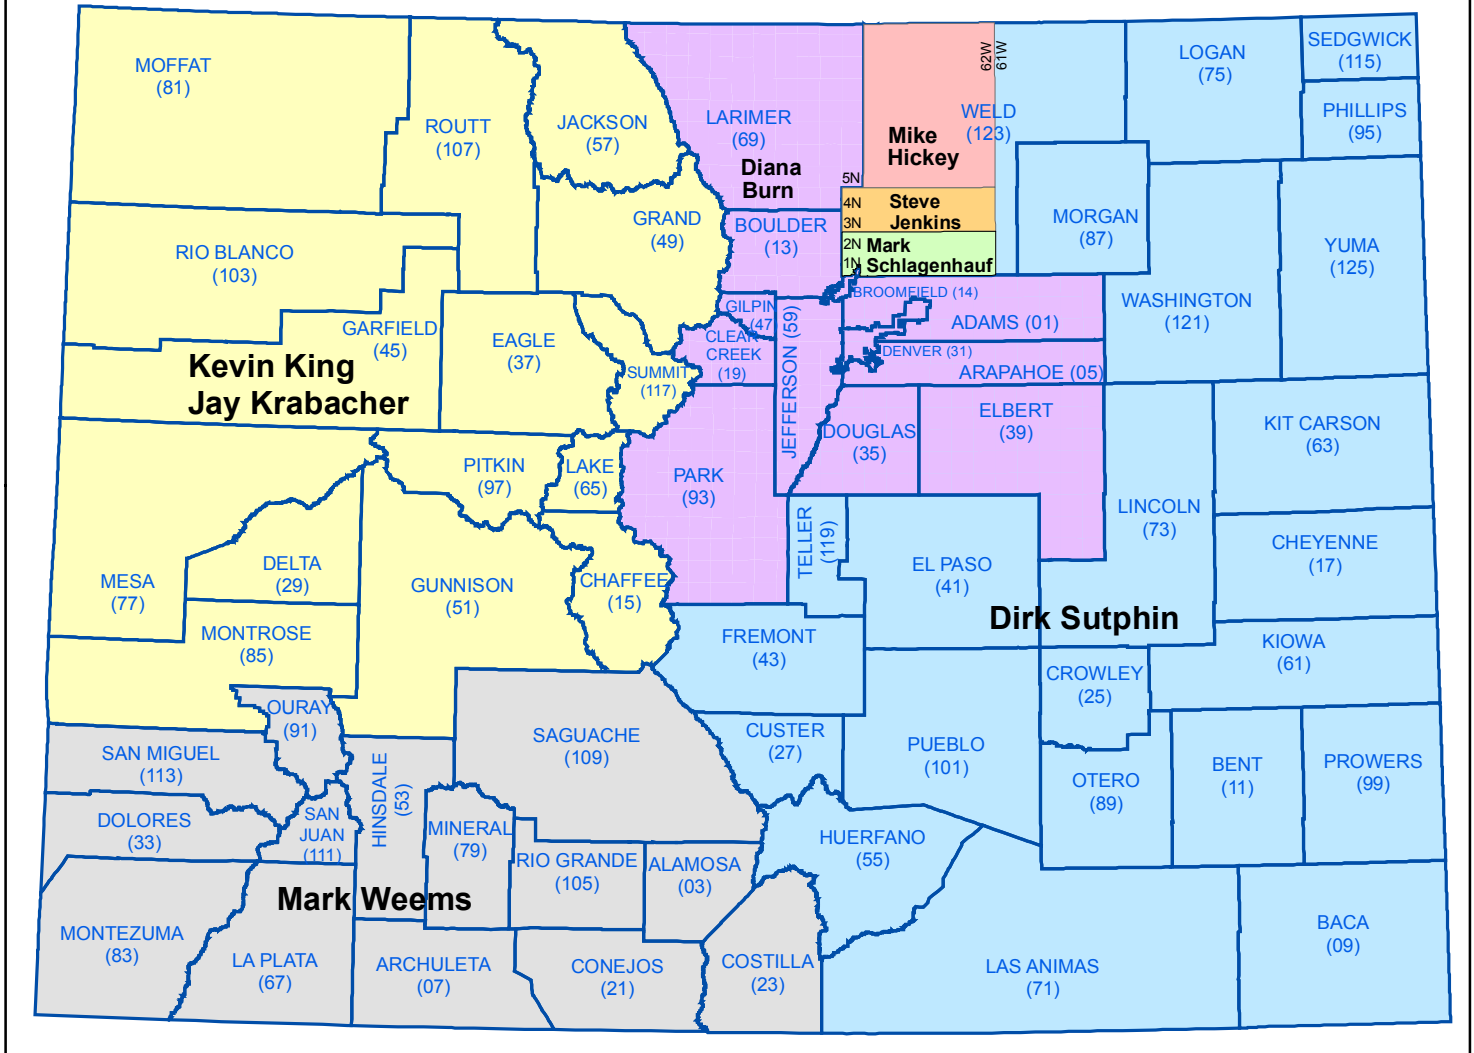 MOFFAT
(81)
ROUTT
(107)
JACKSON
(57)
LARIMER
(69)
Diana
Burn
62W
61W
WELD
(123)
Mike
Hickey
LOGAN
(75)
SEDGWICK
(115)
PHILLIPS
(95)
5N
4N
3N
Steve
Jenkins
2N
1N
Mark
Schlagenhauf
MORGAN
(87)
YUMA
(125)
WASHINGTON
(121)
RIO BLANCO
(103)
GRAND
(49)
BOULDER
(13)
GILPIN
(47)
BROOMFIELD (14)
ADAMS (01)
DENVER (31)
ARAPAHOE (05)
GARFIELD
(45)
Kevin King
Jay Krabacher
EAGLE
(37)
SUMMIT
(117)
CLEAR
CREEK
(19)
JEFFERSON (59)
DOUGLAS
(35)
ELBERT
(39)
KIT CARSON
(63)
PITKIN
(97)
LAKE
(65)
PARK
(93)
LINCOLN
(73)
CHEYENNE
(17)
MESA
(77)
DELTA
(29)
GUNNISON
(51)
CHAFFEE
(15)
TELLER
(119)
EL PASO
(41)
Dirk Sutphin
MONTROSE
(85)
FREMONT
(43)
KIOWA
(61)
CROWLEY
(25)
OURAY
(91)
SAN MIGUEL
(113)
SAGUACHE
(109)
CUSTER
(27)
PUEBLO
(101)
OTERO
(89)
BENT
(11)
PROWERS
(99)
DOLORES
(33)
SAN
JUAN
(111)
HINSDALE
(53)
MINERAL
(79)
RIO GRANDE
(105)
ALAMOSA
(03)
HUERFANO
(55)
Mark Weems
MONTEZUMA
(83)
LA PLATA
(67)
ARCHULETA
(07)
CONEJOS
(21)
COSTILLA
(23)
LAS ANIMAS
(71)
BACA
(09)